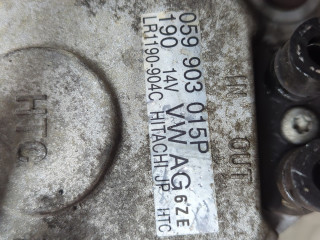 059 903 015P
190 14V VW AG 6ZE
LR1190-904C HITACHI JP HTC
IN
OUT
HTC